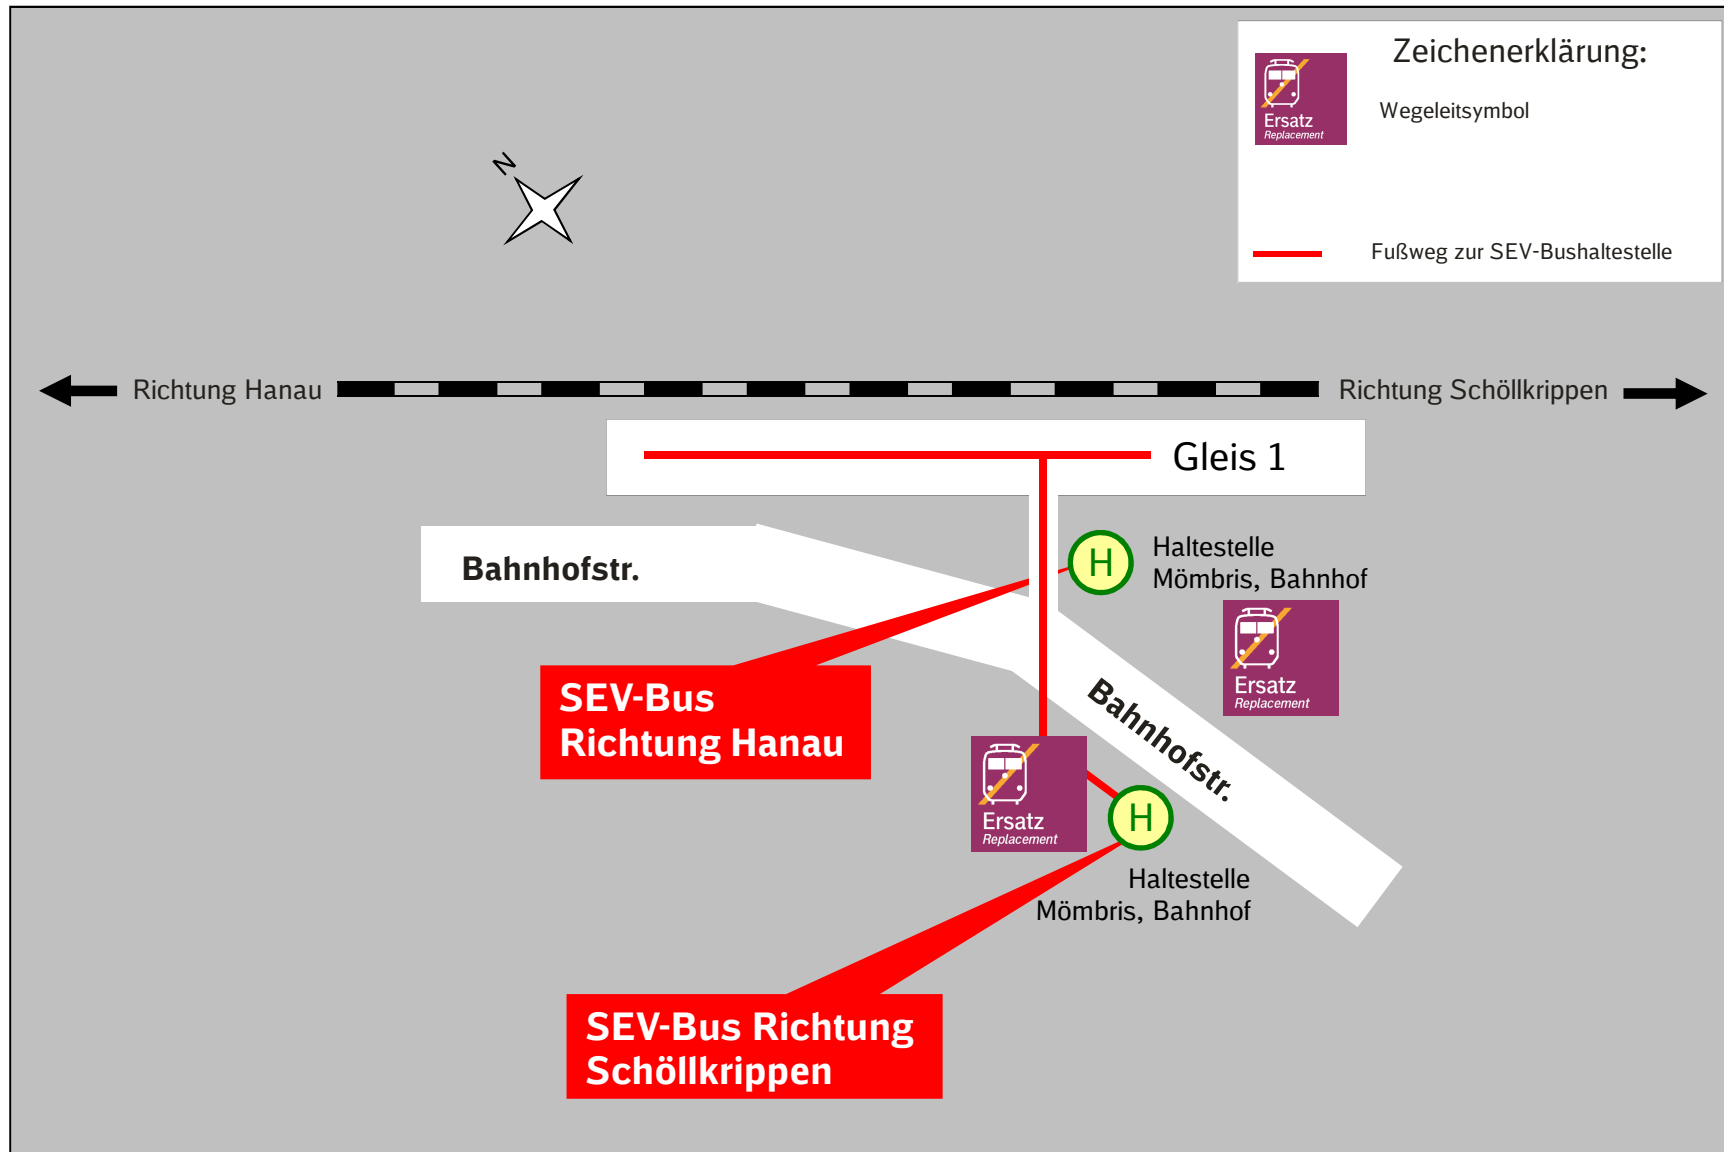 Zeichenerklärung:
Ersatz
Replacement
Wegeleitsymbol
Fußweg zur SEV-Bushaltestelle
N
Richtung Hanau
Richtung Schöllkrippen
Gleis 1
Bahnhofstr.
H
Haltestelle
Mömbris, Bahnhof
Ersatz
Replacement
SEV-Bus
Richtung Hanau
Bahnhofstr.
Ersatz
Replacement
H
Haltestelle
Mömbris, Bahnhof
SEV-Bus Richtung
Schöllkrippen